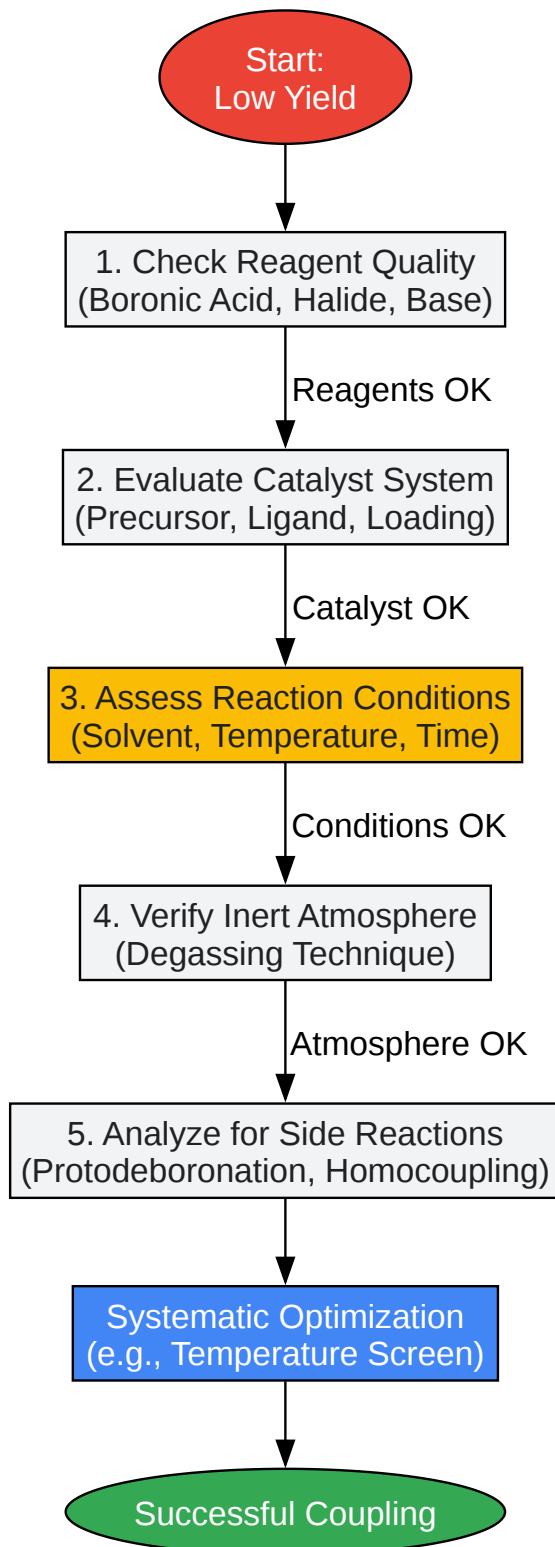 Start:
Low Yield
1. Check Reagent Quality
(Boronic Acid, Halide, Base)
Reagents OK
2. Evaluate Catalyst System
(Precursor, Ligand, Loading)
Catalyst OK
3. Assess Reaction Conditions
(Solvent, Temperature, Time)
Conditions OK
4. Verify Inert Atmosphere
(Degassing Technique)
Atmosphere OK
5. Analyze for Side Reactions
(Protodeboronation, Homocoupling)
Systematic Optimization
(e.g., Temperature Screen)
Successful Coupling